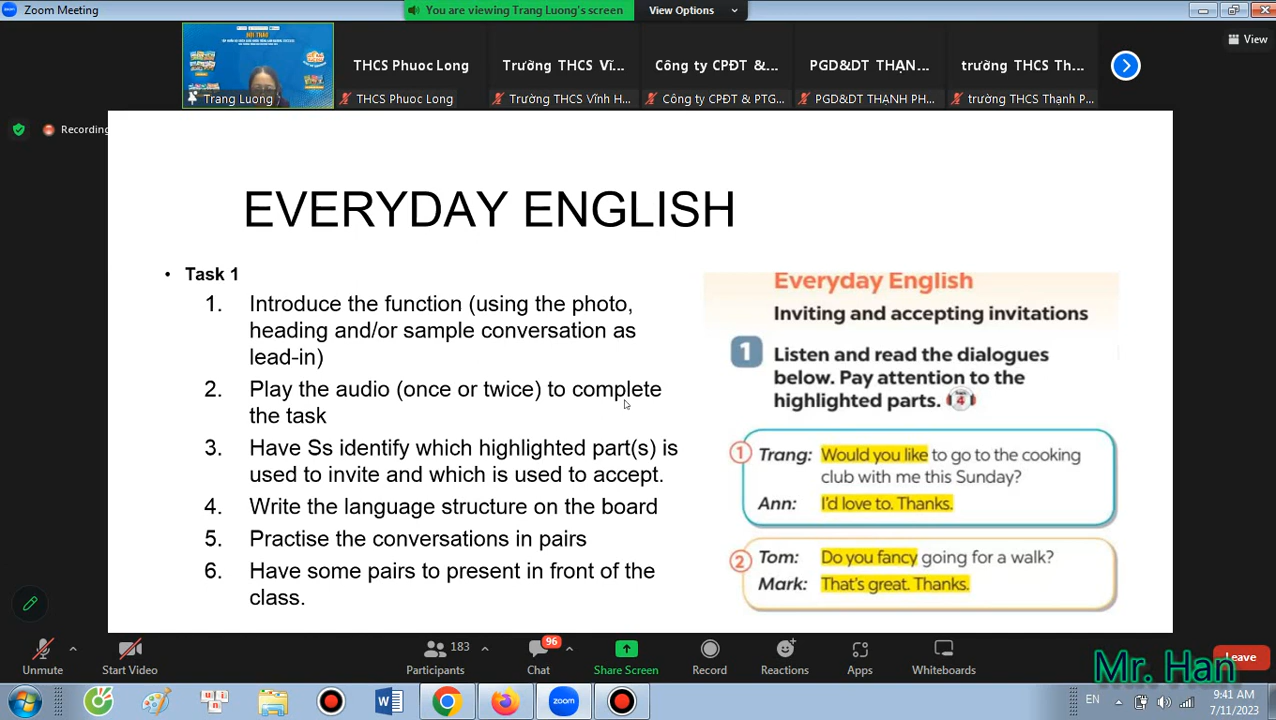 Zoom Meeting
You are viewing Trang Luong's screen
View Options
View
HỘI THẢO
THCS Phuoc Long
Trường THCS Vĩ...
Công ty CPĐT &...
PGD&DT THẠN...
trường THCS Th...
Trang Luong
THCS Phuoc Long
Trường THCS Vĩnh H...
Công ty CPĐT & PTG...
PGD&DT THẠNH PH...
trường THCS Thạnh P...
Recording
EVERYDAY ENGLISH
• Task 1
1. Introduce the function (using the photo,
heading and/or sample conversation as
lead-in)
2. Play the audio (once or twice) to complete
the task
3. Have Ss identify which highlighted part(s) is
used to invite and which is used to accept.
4. Write the language structure on the board
5. Practise the conversations in pairs
6. Have some pairs to present in front of the
class.
Everyday English
Inviting and accepting invitations
1 Listen and read the dialogues
below. Pay attention to the
highlighted parts. 4
1 Trang: Would you like to go to the cooking
club with me this Sunday?
Ann: I'd love to. Thanks.
2 Tom: Do you fancy going for a walk?
Mark: That's great. Thanks.
Unmute
Start Video
183
Participants
96
Chat
Share Screen
Record
Reactions
Apps
Whiteboards
Leave
Mr. Han
EN
9:41 AM
7/11/2023